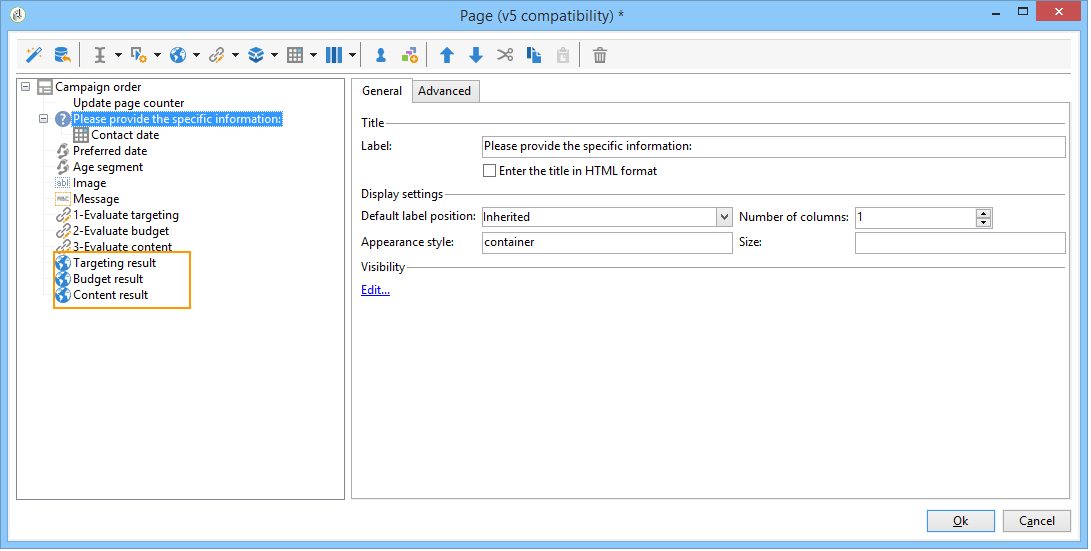 Page (v5 compatibility) *
Campaign order
Update page counter
Please provide the specific information:
Contact date
Preferred date
Age segment
Image
Message
1-Evaluate targeting
2-Evaluate budget
3-Evaluate content
Targeting result
Budget result
Content result
General Advanced
Title
Label: Please provide the specific information:
Enter the title in HTML format
Display settings
Default label position: Inherited Number of columns: 1
Appearance style: container Size:
Visibility
Edit...
Ok Cancel